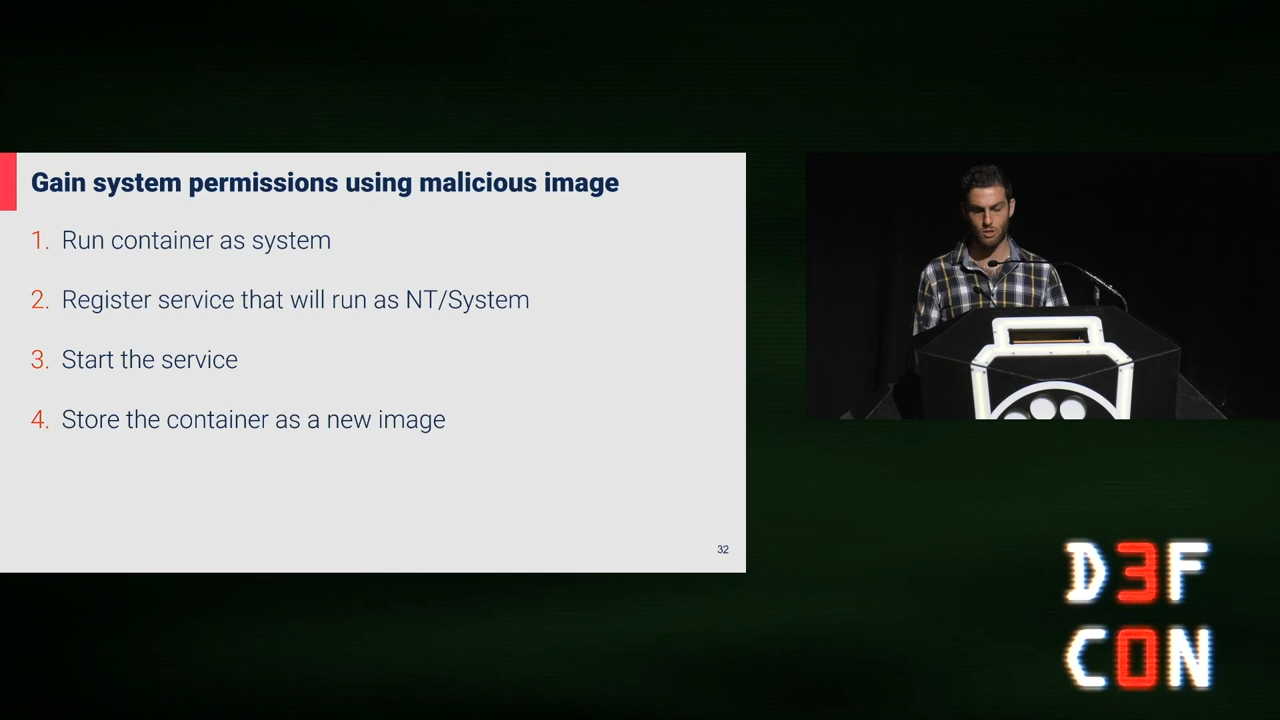 Gain system permissions using malicious image
1. Run container as system
2. Register service that will run as NT/System
3. Start the service
4. Store the container as a new image
32
D3F
C0N